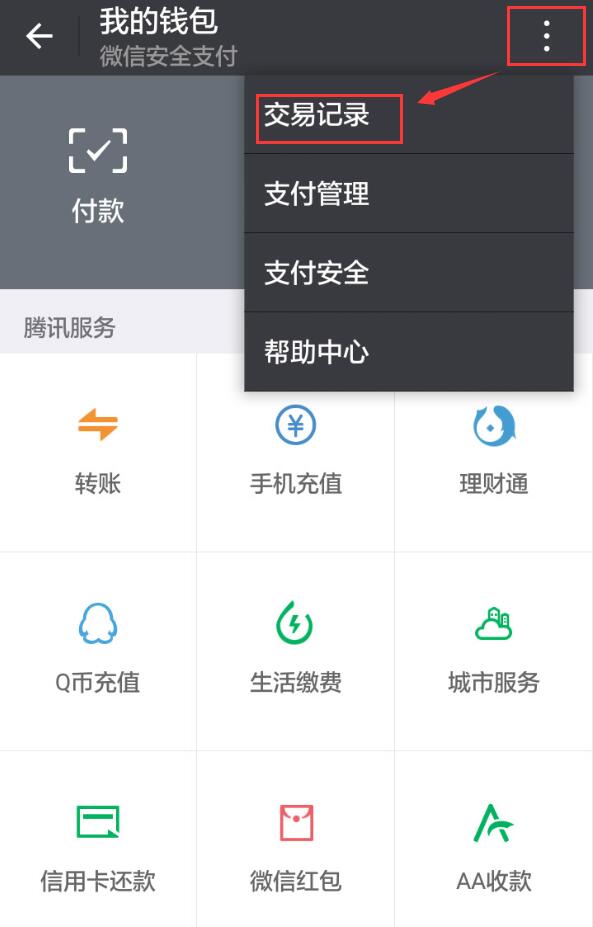 我的钱包
微信安全支付
交易记录
支付管理
支付安全
帮助中心
付款
腾讯服务
转账
手机充值
理财通
Q币充值
生活缴费
城市服务
信用卡还款
微信红包
AA收款